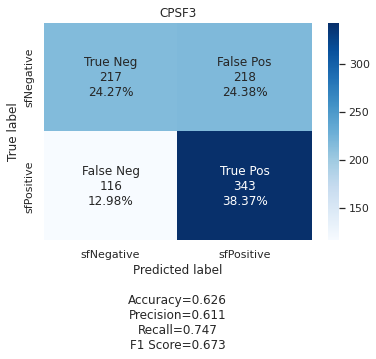 CPSF3
True label
sfNegative
True Neg
217
24.27%
False Pos
218
24.38%
sfPositive
False Neg
116
12.98%
True Pos
343
38.37%
300
250
200
150
sfNegative
sfPositive
Predicted label
Accuracy=0.626
Precision=0.611
Recall=0.747
F1 Score=0.673